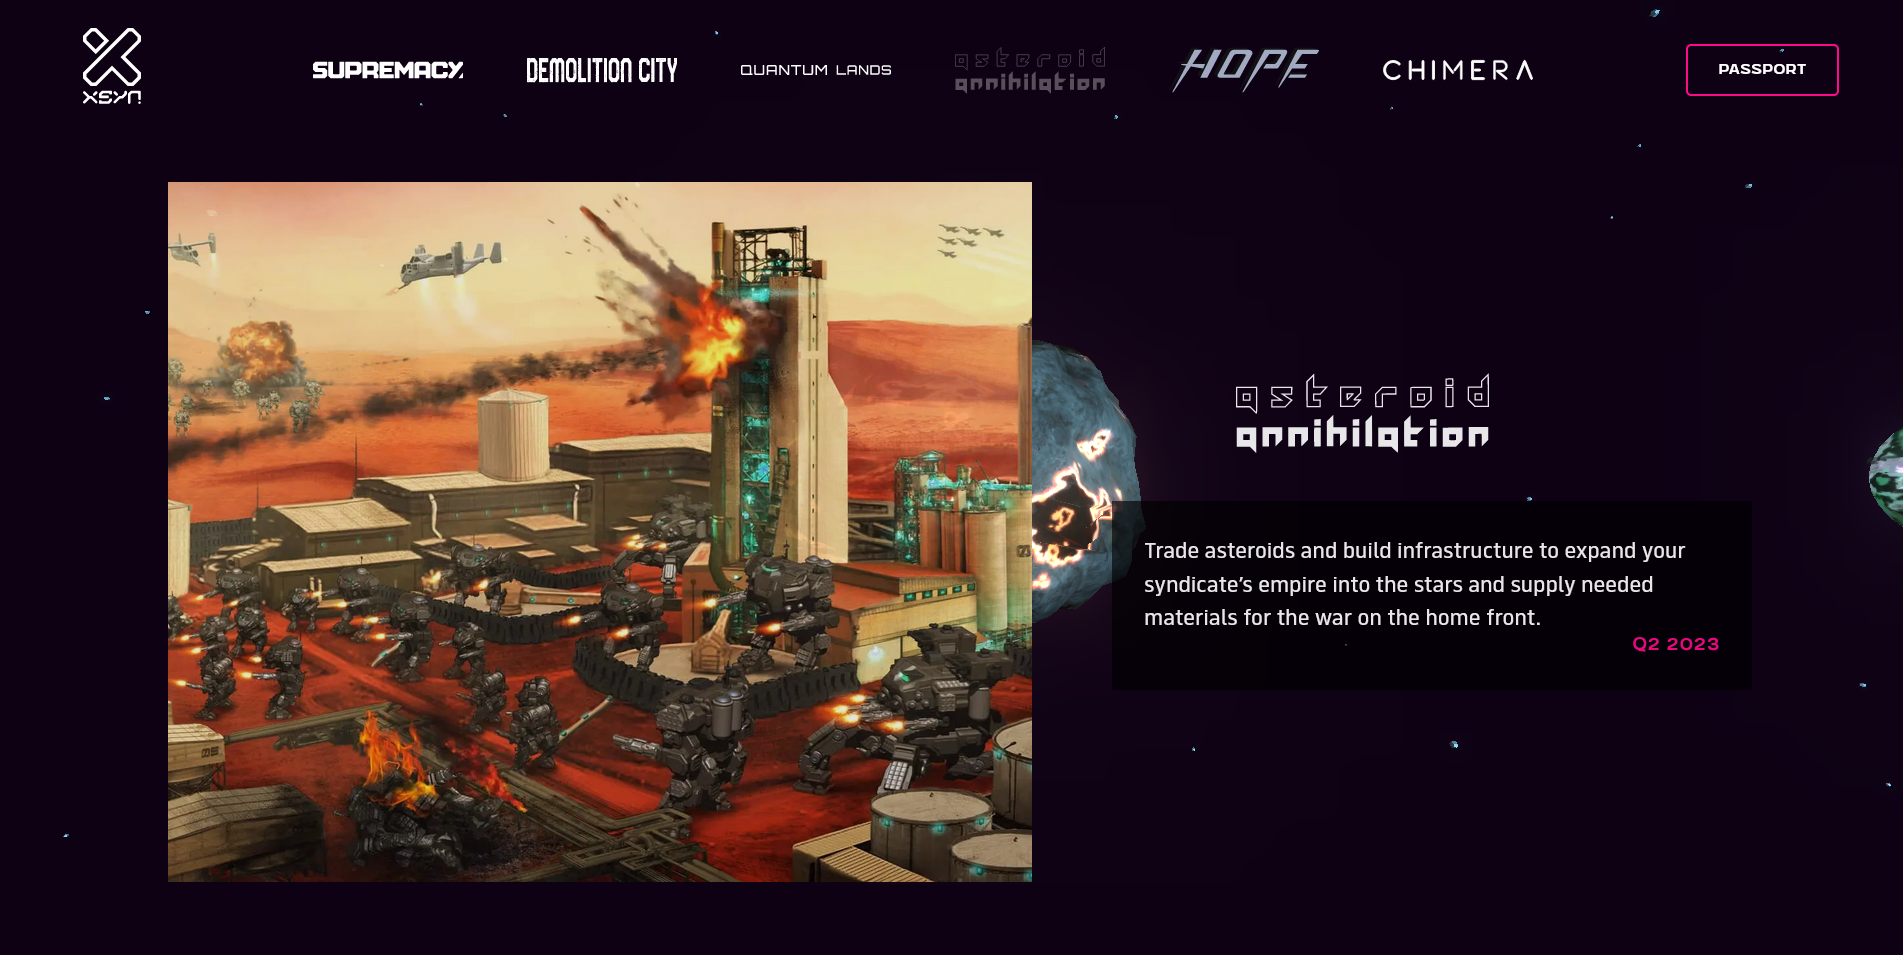 XSYN
SUPREMACY
DEMOLITION CITY
QUANTUM LANDS
asteroid
annihilation
HOPE
CHIMERA
PASSPORT
asteroid
annihilation
Trade asteroids and build infrastructure to expand your
syndicate's empire into the stars and supply needed
materials for the war on the home front.
Q2 2023